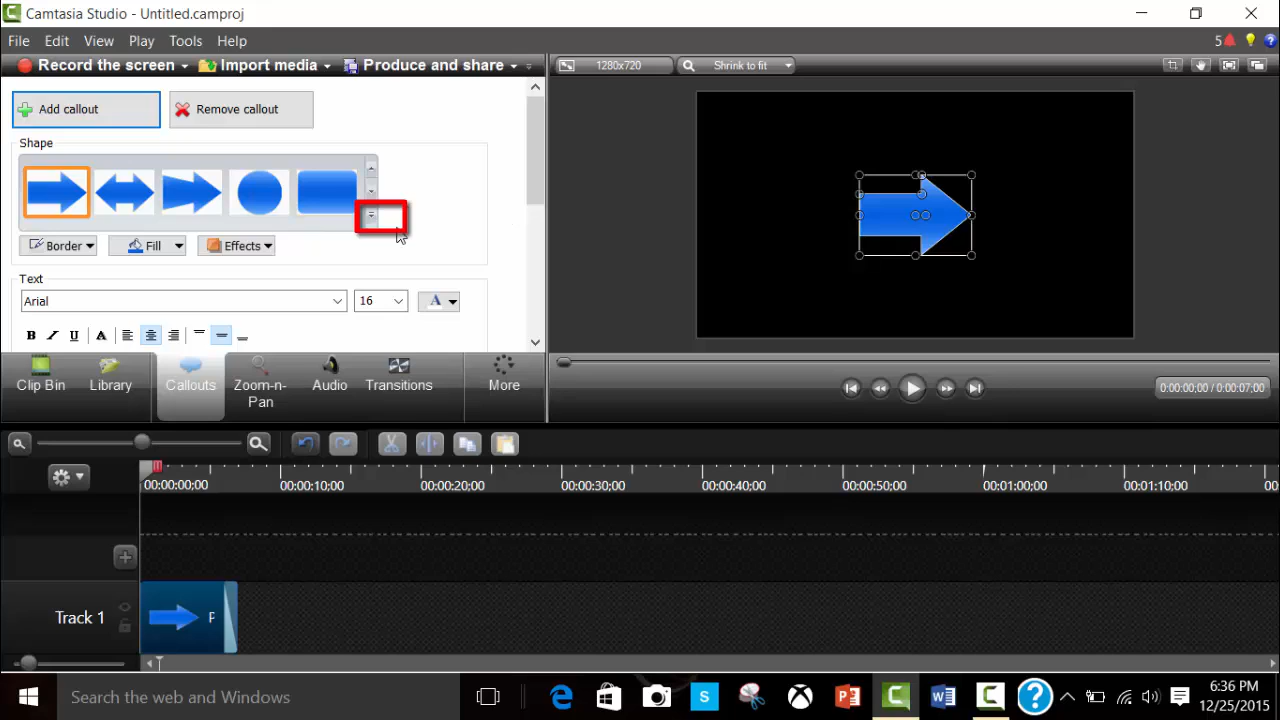 Camtasia Studio - Untitled.camproj
File Edit View Play Tools Help
5
Record the screen Import media Produce and share
1280x720 Shrink to fit
Add callout Remove callout
Shape
Border Fill Effects
Text
Arial 16 A
B I U A
Clip Bin Library Callouts Zoom-n-Pan Audio Transitions More
0:00:00;00 / 0:00:07;00
00:00:00;00 00:00:10;00 00:00:20;00 00:00:30;00 00:00:40;00 00:00:50;00 00:01:00;00 00:01:10;00 00
Track 1
Search the web and Windows
6:36 PM
12/25/2015